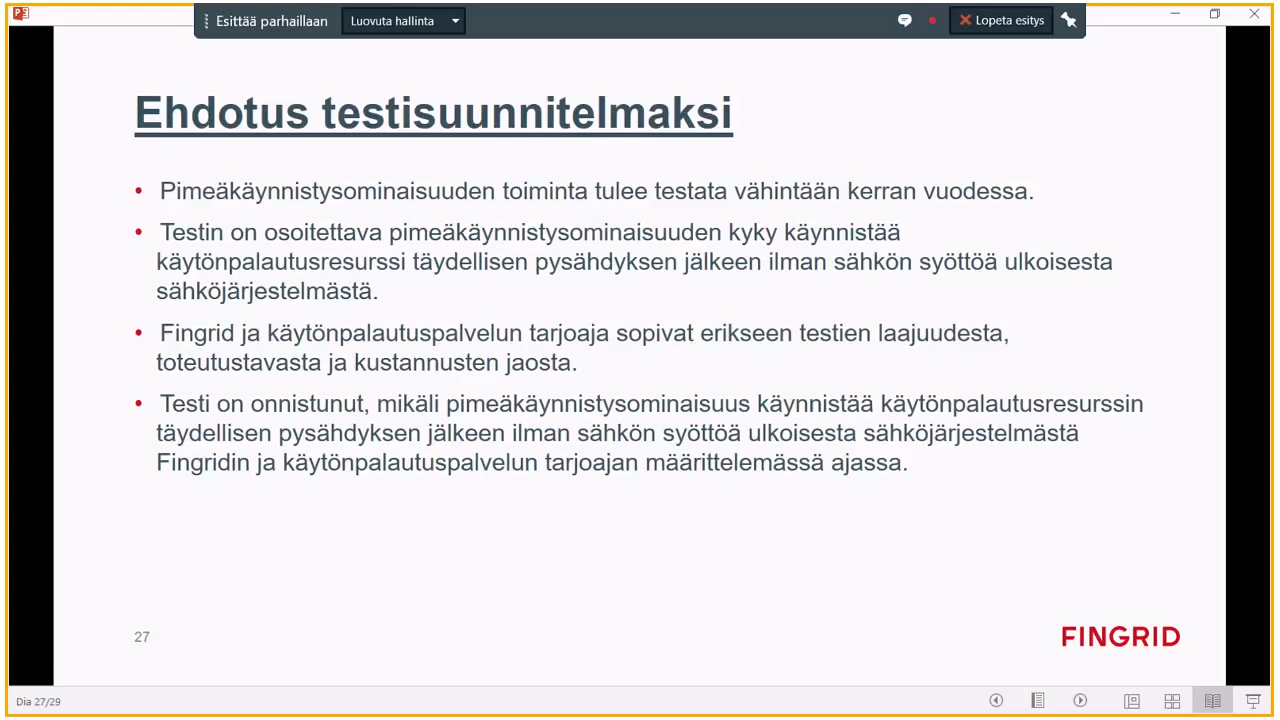 Esittää parhaillaan
Luovuta hallinta
Lopeta esitys
Ehdotus testisuunnitelmaksi
• Pimeäkäynnistysominaisuuden toiminta tulee testata vähintään kerran vuodessa.
• Testin on osoitettava pimeäkäynnistysominaisuuden kyky käynnistää
käytönpalautusresurssi täydellisen pysähdyksen jälkeen ilman sähkön syöttöä ulkoisesta
sähköjärjestelmästä.
• Fingrid ja käytönpalautuspalvelun tarjoaja sopivat erikseen testien laajuudesta,
toteutustavasta ja kustannusten jaosta.
• Testi on onnistunut, mikäli pimeäkäynnistysominaisuus käynnistää käytönpalautusresurssin
täydellisen pysähdyksen jälkeen ilman sähkön syöttöä ulkoisesta sähköjärjestelmästä
Fingridin ja käytönpalautuspalvelun tarjoajan määrittelemässä ajassa.
27
FINGRID
Dia 27/29